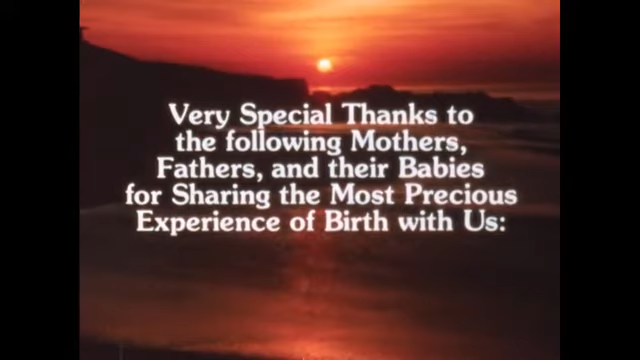 Very Special Thanks to
the following Mothers,
Fathers, and their Babies
for Sharing the Most Precious
Experience of Birth with Us: